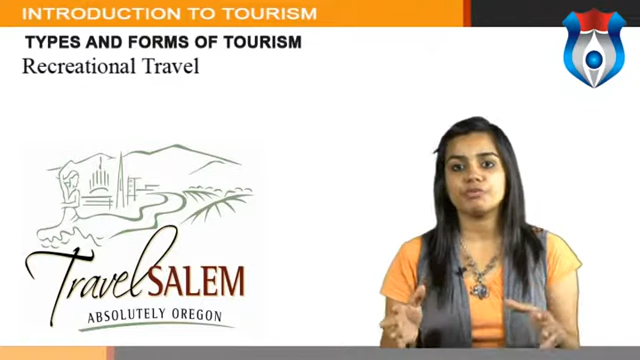 INTRODUCTION TO TOURISM
TYPES AND FORMS OF TOURISM
Recreational Travel
Travel SALEM
ABSOLUTELY OREGON